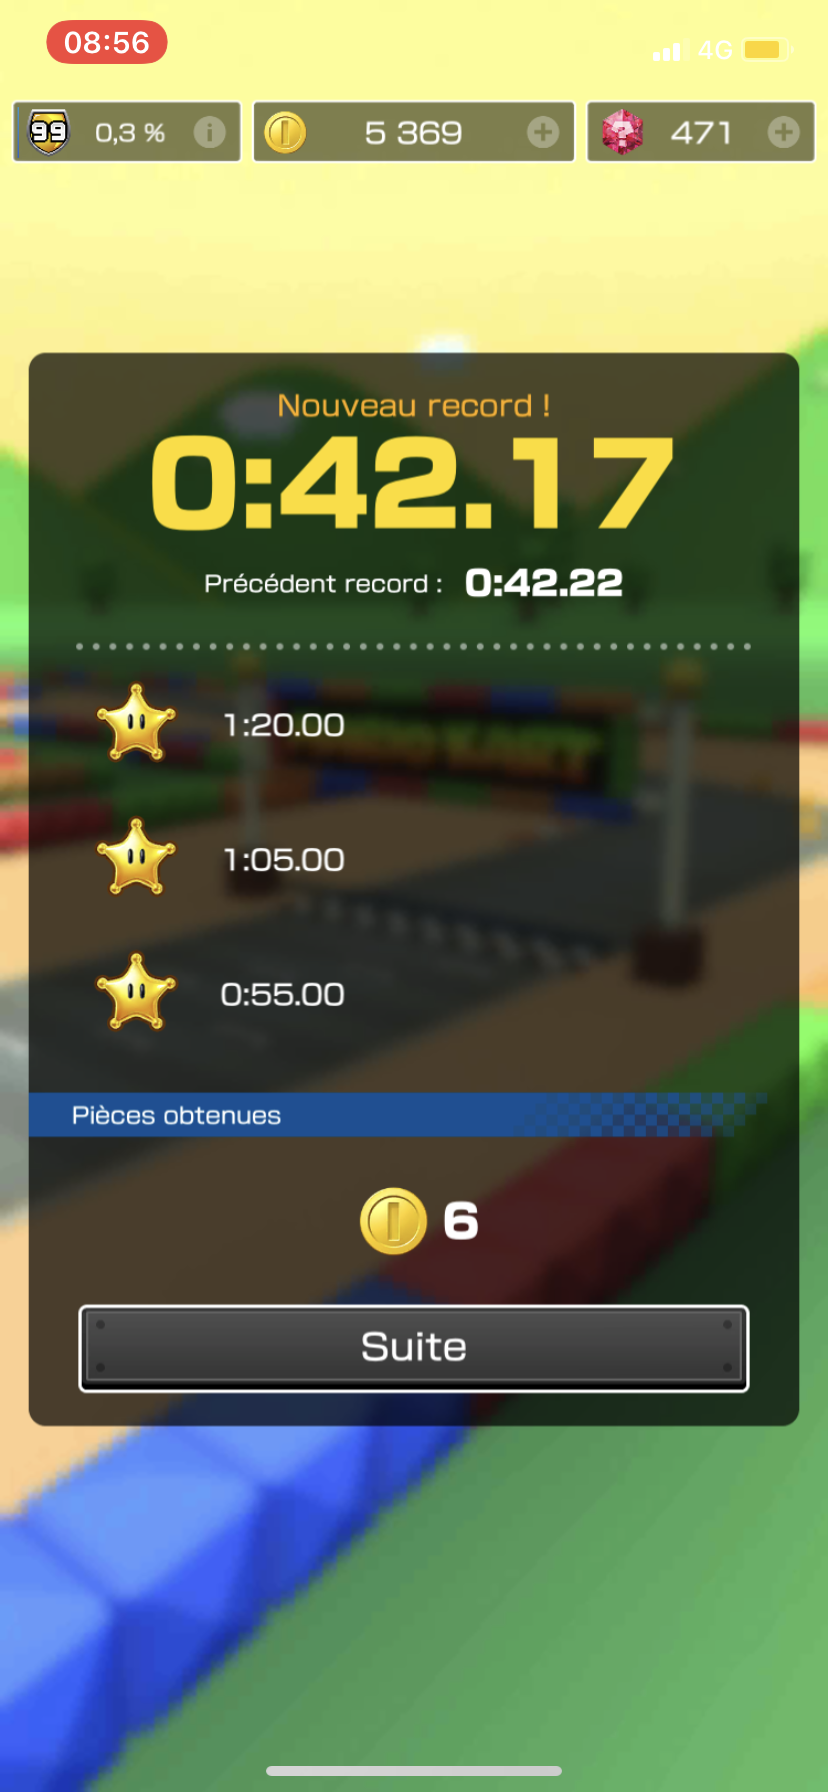 08:56
4G
99 0,3 % 5 369 471
Nouveau record !
0:42.17
Précédent record : 0:42.22
1:20.00
1:05.00
0:55.00
Pièces obtenues
6
Suite